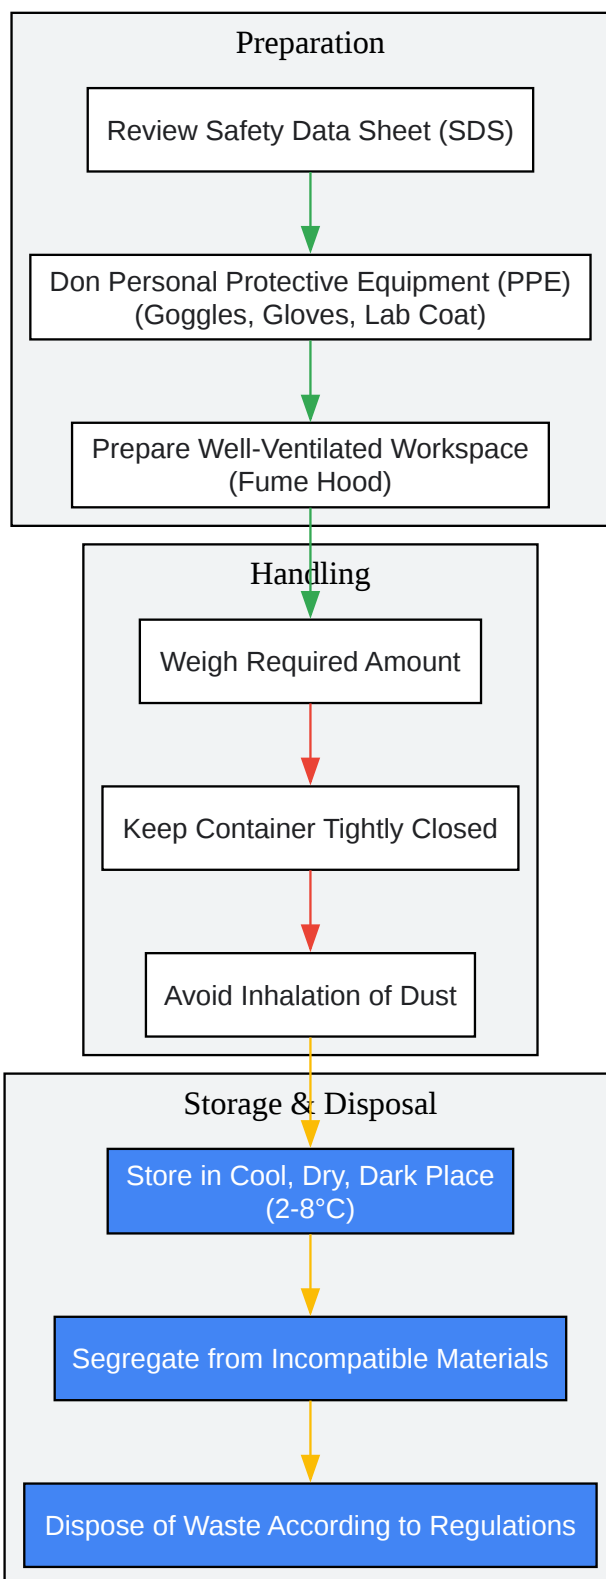 Preparation
Review Safety Data Sheet (SDS)
Don Personal Protective Equipment (PPE)
(Goggles, Gloves, Lab Coat)
Prepare Well-Ventilated Workspace
(Fume Hood)
Handling
Weigh Required Amount
Keep Container Tightly Closed
Avoid Inhalation of Dust
Storage & Disposal
Store in Cool, Dry, Dark Place
(2-8°C)
Segregate from Incompatible Materials
Dispose of Waste According to Regulations